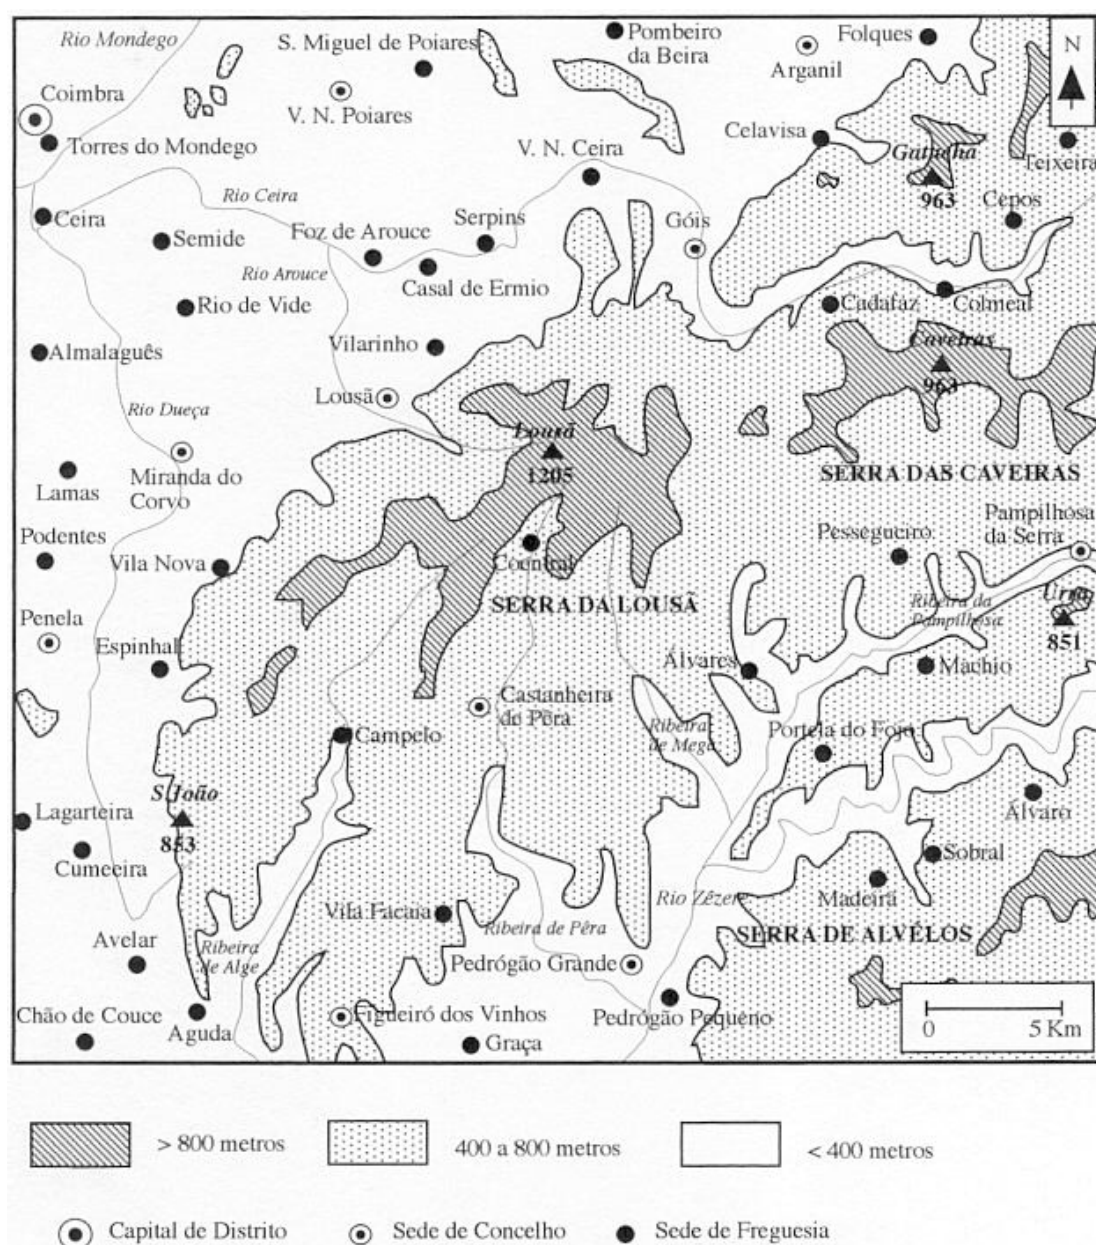 Rio Mondego
S. Miguel de Poiares
Pombeiro
da Beira
Folques
Arganil
N
Coimbra
V. N. Poiares
Torres do Mondego
Celavisa
V. N. Ceira
Teixeira
963
Cepos
Rio Ceira
Ceira
Semide
Foz de Arouce
Serpins
Góis
Rio Arouce
Casal de Ermio
Rio de Vide
Cadafaz
Colmeal
Almalaguês
Vilarinho
Caveiras
963
Lousã
Rio Dueça
Lousã
1205
SERRA DAS CAVEIRAS
Lamas
Miranda do
Corvo
Pampilhosa
da Serra
Podentes
Vila Nova
Pessegueiro
Coentral
SERRA DA LOUSÃ
Ribeira da
Pampilhosa
Urra
851
Penela
Espinhal
Álvares
Machio
Castanheira
de Pêra
Campelo
Ribeira
de Mega
Portela do Fojo
S.João
853
Lagarteira
Álvaro
Cumeeira
Sobral
Madeira
Rio Zêzere
Vila Facaia
Ribeira de Pêra
SERRA DE ALVÉLOS
Avelar
Ribeira
de Alge
Pedrógão Grande
Chão de Couce
Aguda
Figueiró dos Vinhos
Pedrógão Pequeno
Graça
0 5 Km
> 800 metros
400 a 800 metros
< 400 metros
Capital de Distrito
Sede de Concelho
Sede de Freguesia